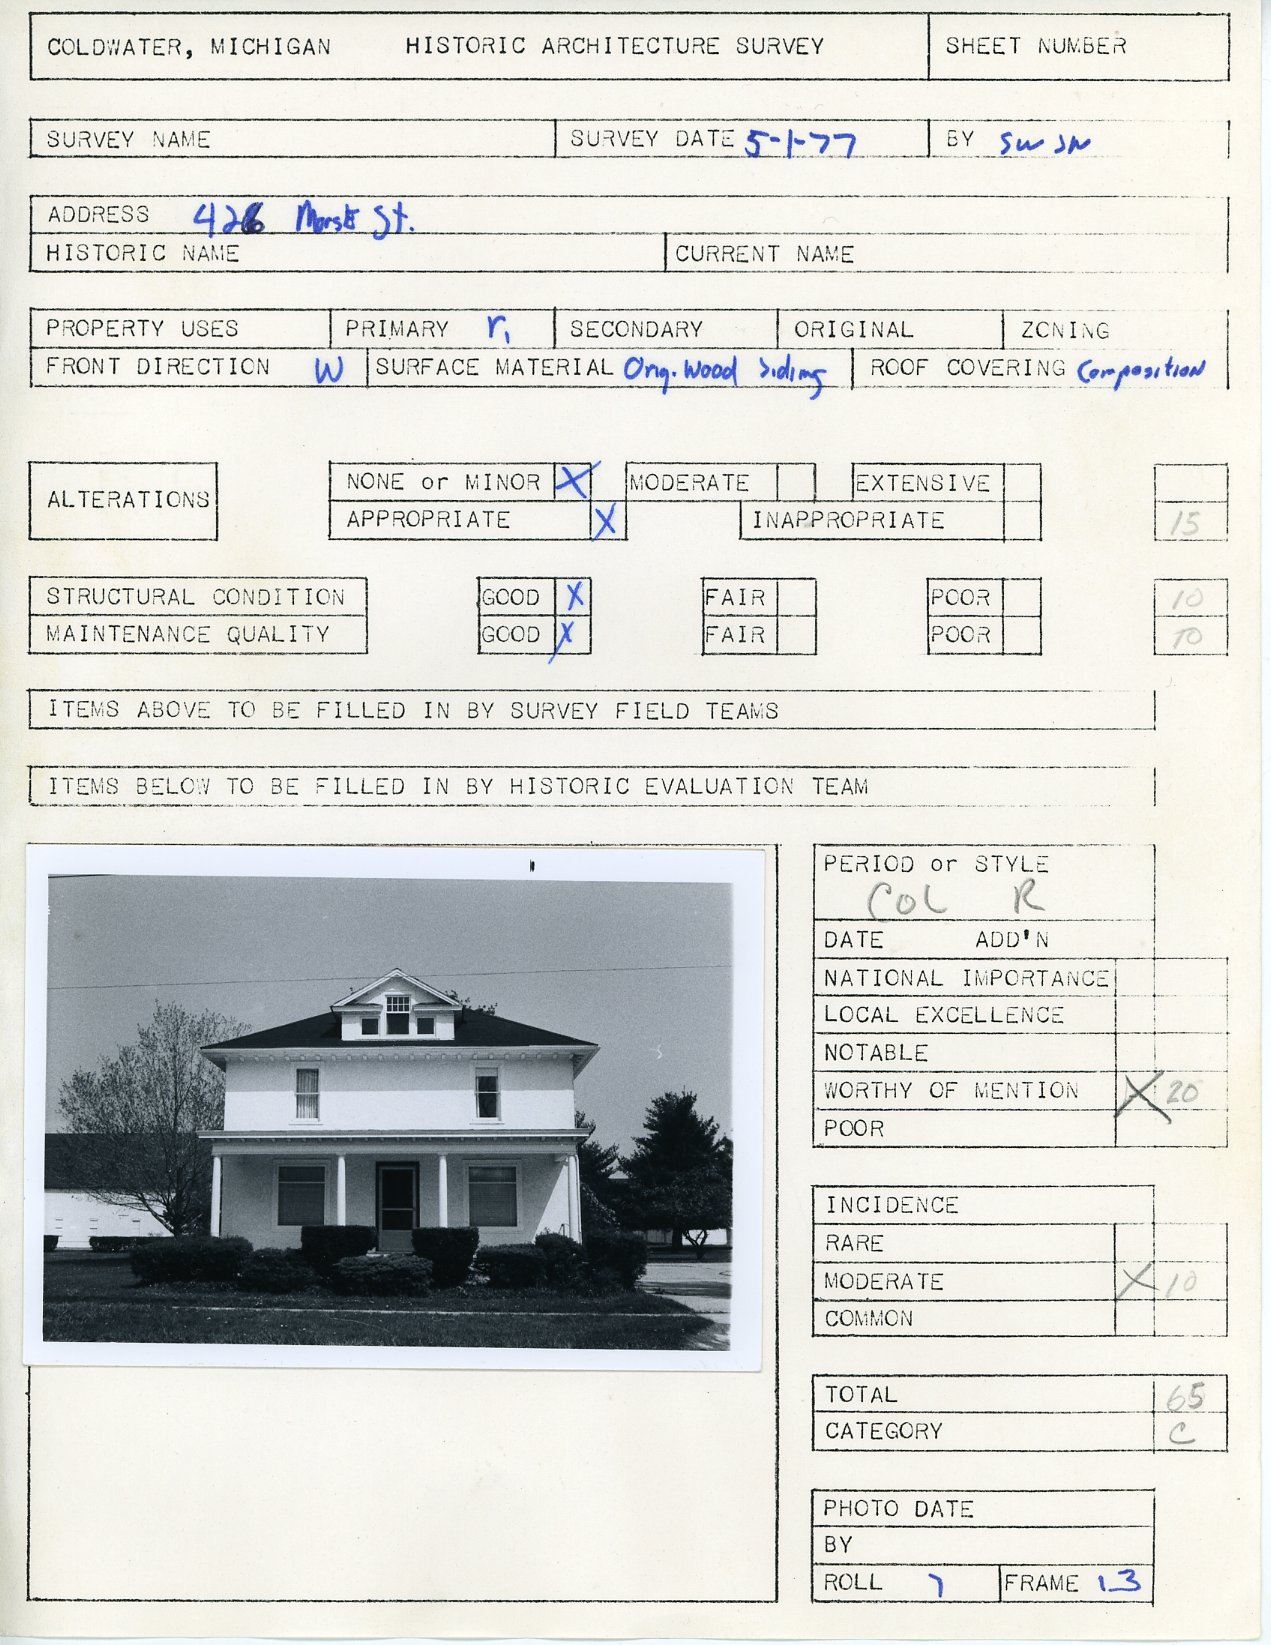 COLDWATER, MICHIGAN HISTORIC ARCHITECTURE SURVEY SHEET NUMBER
SURVEY NAME SURVEY DATE 5-1-77 BY SW JN
ADDRESS 426 St.
HISTORIC NAME CURRENT NAME
PROPERTY USES PRIMARY r. SECONDARY ORIGINAL ZONING
FRONT DIRECTION W SURFACE MATERIAL Orig. Wood Siding ROOF COVERING Composition
ALTERATIONS NONE or MINOR X MODERATE EXTENSIVE
APPROPRIATE X INAPPROPRIATE 15
STRUCTURAL CONDITION GOOD X FAIR POOR 10
MAINTENANCE QUALITY GOOD X FAIR POOR 10
ITEMS ABOVE TO BE FILLED IN BY SURVEY FIELD TEAMS
ITEMS BELOW TO BE FILLED IN BY HISTORIC EVALUATION TEAM
PERIOD or STYLE
COL R
DATE ADD'N
NATIONAL IMPORTANCE
LOCAL EXCELLENCE
NOTABLE
WORTHY OF MENTION X 20
POOR
INCIDENCE
RARE
MODERATE X 10
COMMON
TOTAL 65
CATEGORY C
PHOTO DATE
BY
ROLL 7 FRAME 13